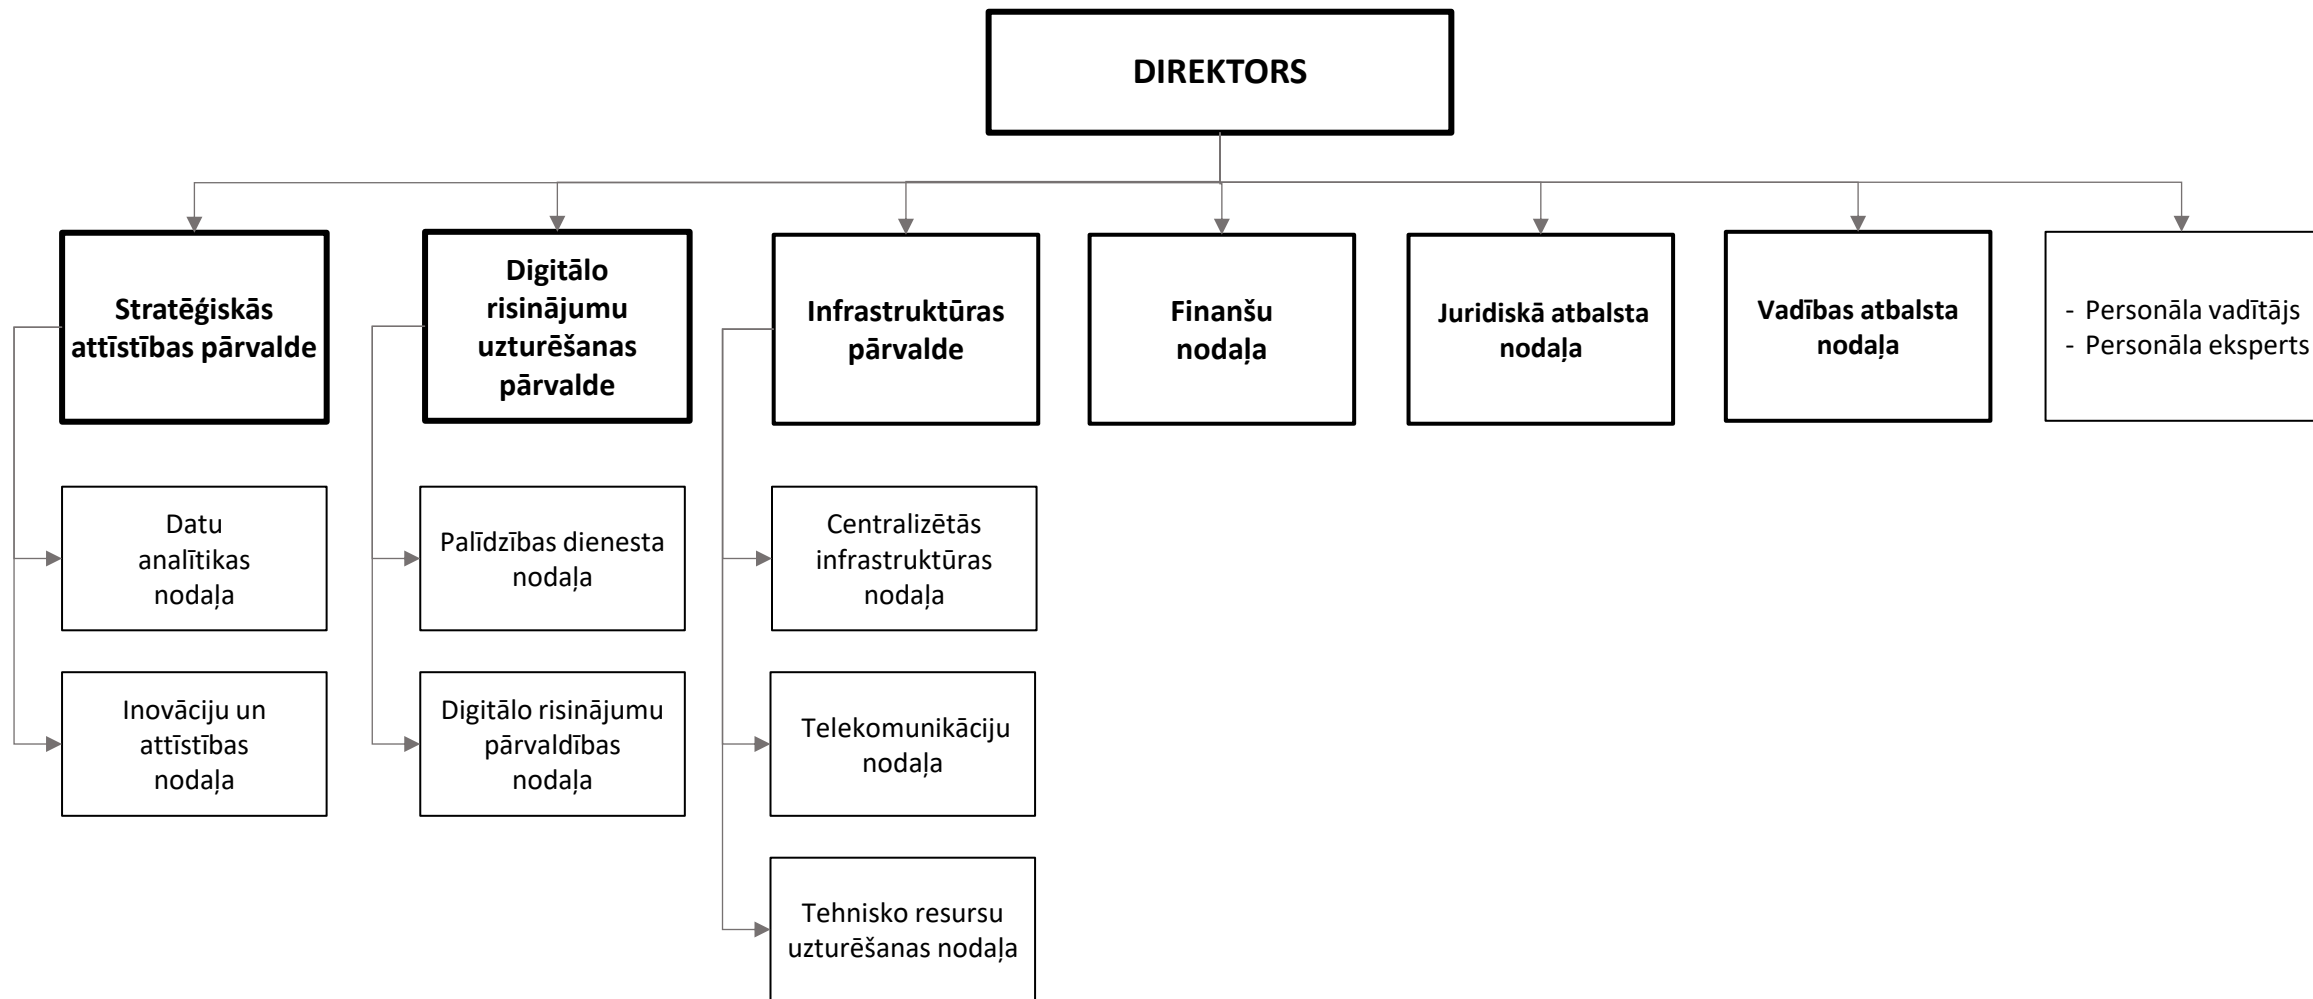 DIREKTORS
Stratēģiskās
attīstības pārvalde
Digitālo
risinājumu
uzturēšanas
pārvalde
Infrastruktūras
pārvalde
Finanšu
nodaļa
Juridiskā atbalsta
nodaļa
Vadības atbalsta
nodaļa
- Personāla vadītājs
- Personāla eksperts
Datu
analītikas
nodaļa
Palīdzības dienesta
nodaļa
Centralizētās
infrastruktūras
nodaļa
Inovāciju un
attīstības
nodaļa
Digitālo risinājumu
pārvaldības
nodaļa
Telekomunikāciju
nodaļa
Tehnisko resursu
uzturēšanas nodaļa